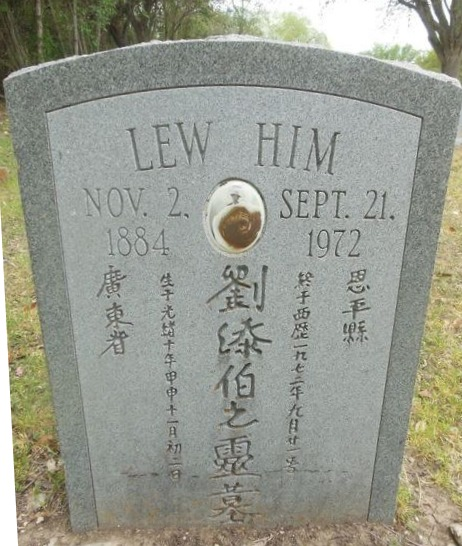 LEW HIM
NOV. 2,
1884
SEPT. 21,
1972
恩平縣
終于西歷一九七二年九月廿一日
劉添伯之靈墓
生于光緒十年甲申十一月初二日
廣東省